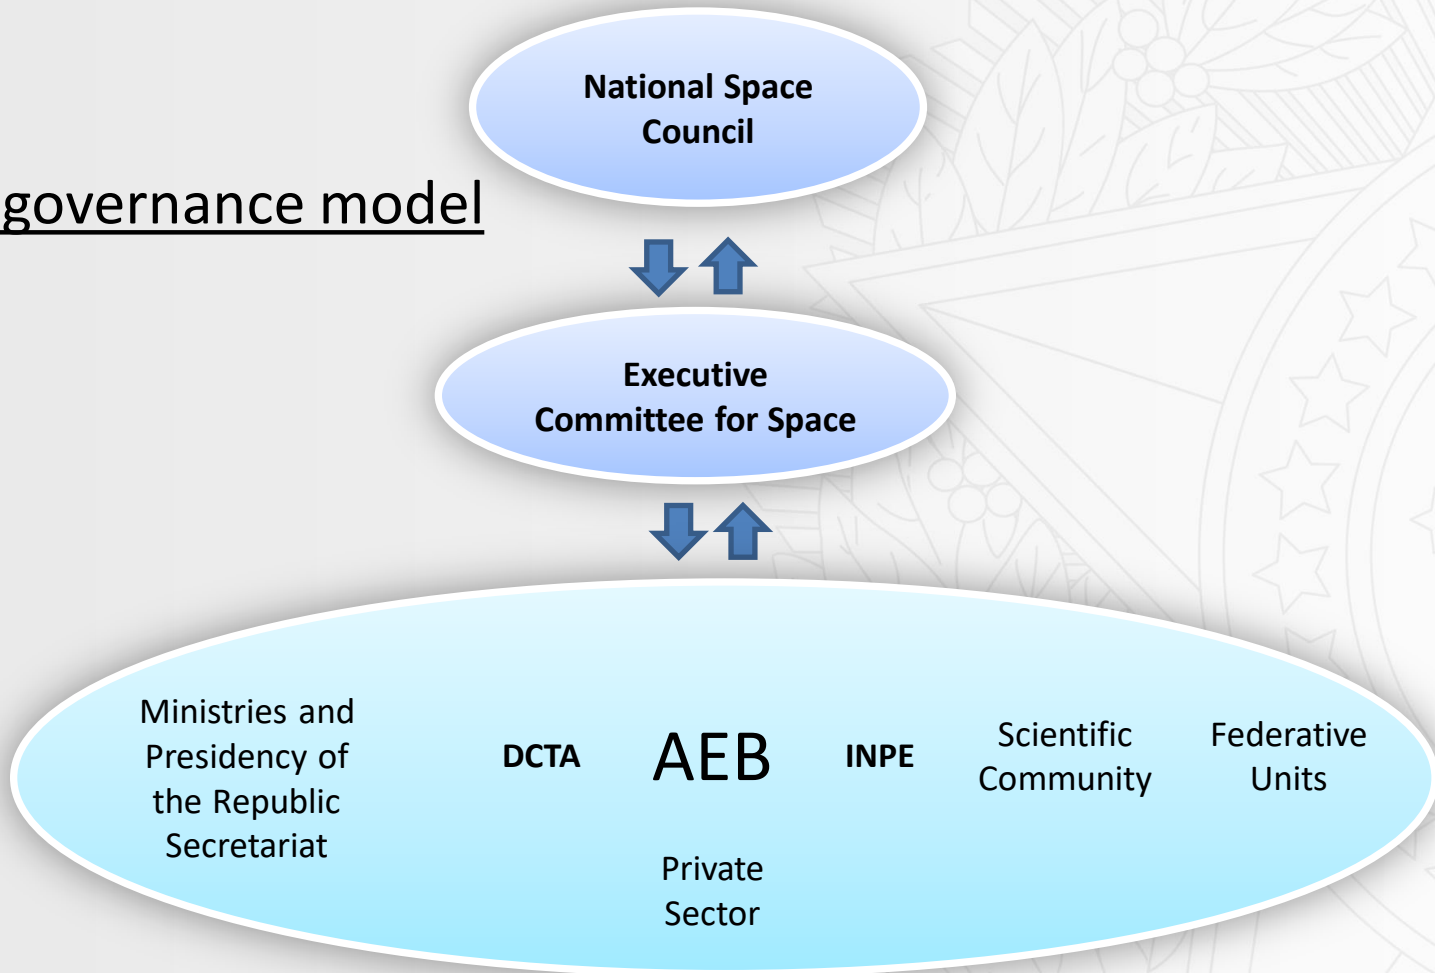 National Space
Council
governance model
Executive
Committee for Space
Ministries and
Presidency of
the Republic
Secretariat
DCTA
AEB
INPE
Scientific
Community
Federative
Units
Private
Sector